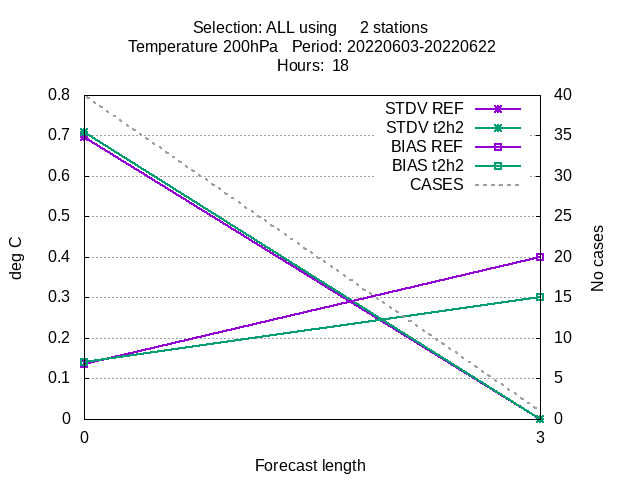 Selection: ALL using 2 stations
Temperature 200hPa Period: 20220603-20220622
Hours: 18
0.8
0.7
0.6
0.5
0.4
0.3
0.2
0.1
0
40
35
30
25
20
15
10
5
0
STDV REF
STDV t2h2
BIAS REF
BIAS t2h2
CASES
deg C
No cases
0
3
Forecast length